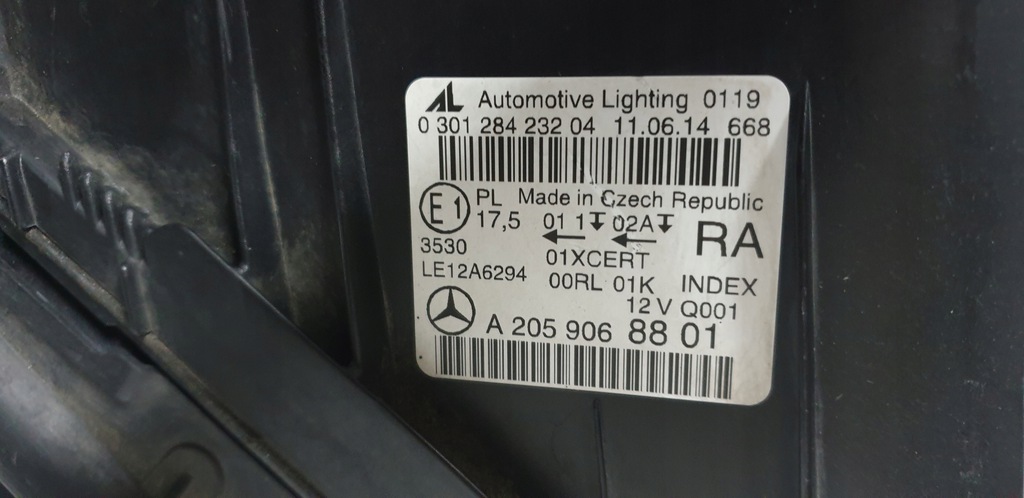 AL Automotive Lighting 0119
0 301 284 232 04 11.06.14 668
E1 PL Made in Czech Republic
17,5 01 1 02A RA
3530 01XCERT
LE12A6294 00RL 01K INDEX
12 V Q001
A 205 906 88 01